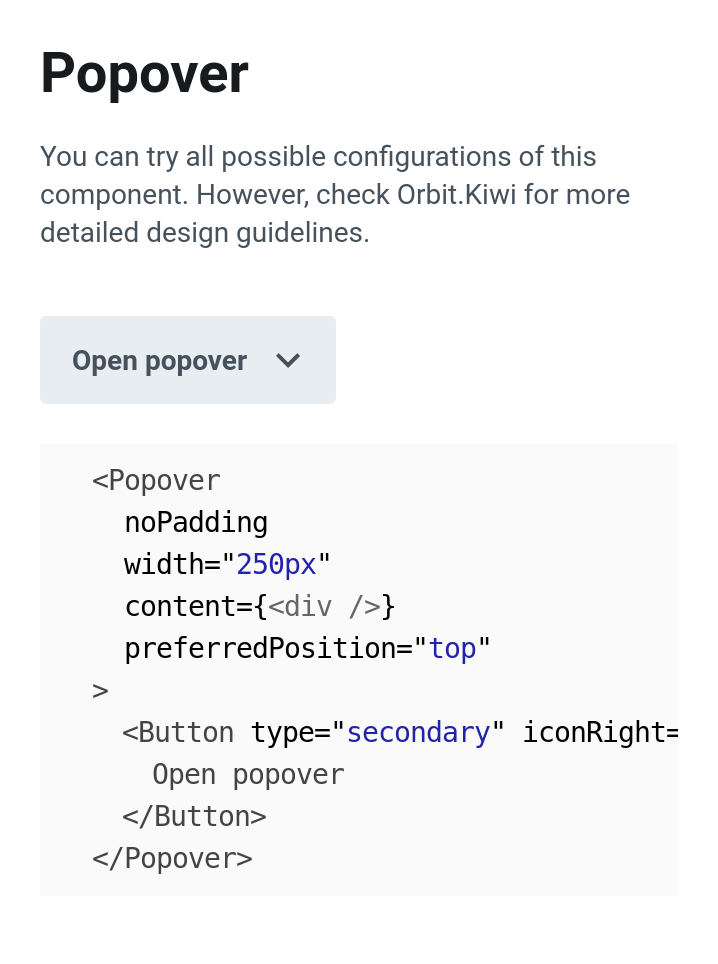 Popover
You can try all possible configurations of this
component. However, check Orbit.Kiwi for more
detailed design guidelines.
Open popover
<Popover
  noPadding
  width="250px"
  content={<div />}
  preferredPosition="top"
>
  <Button type="secondary" iconRight=
    Open popover
  </Button>
</Popover>